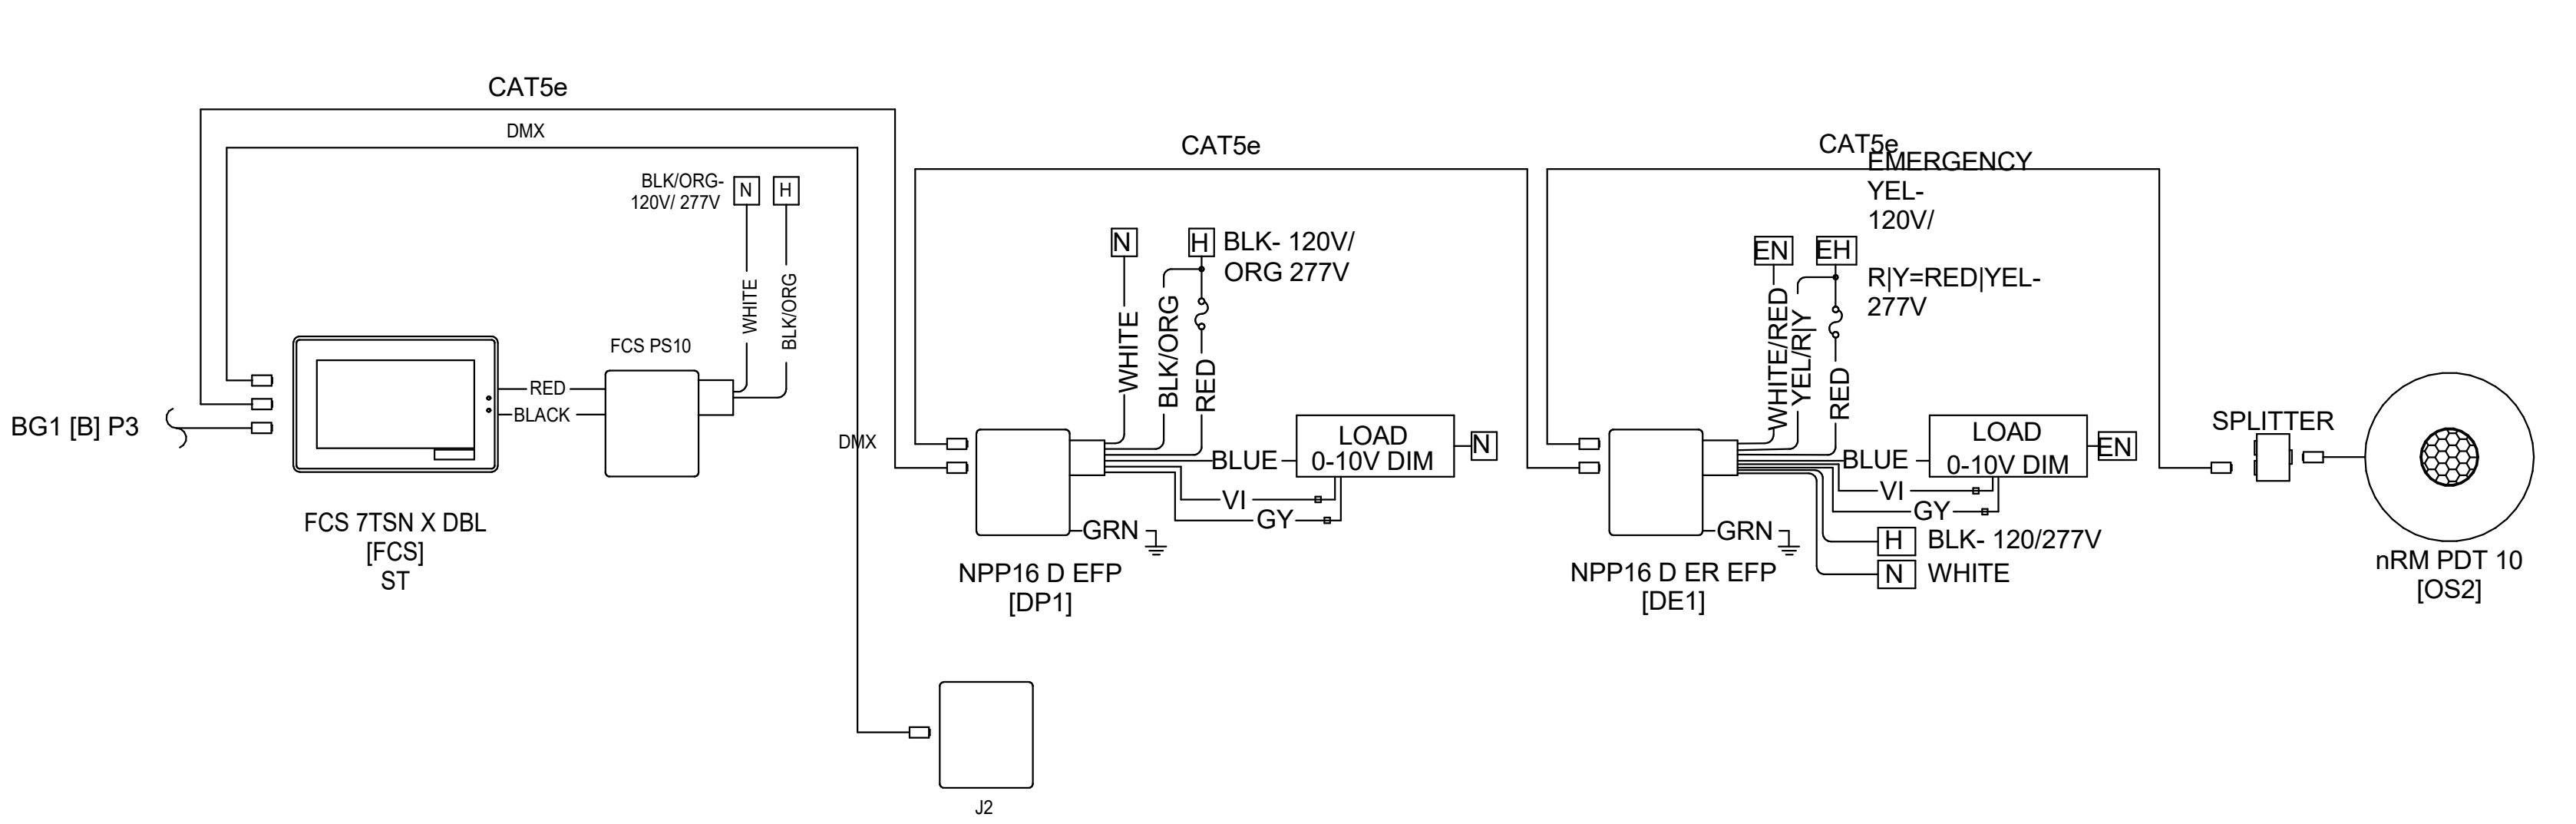 CAT5e
DMX
BLK/ORG-
120V/ 277V
N
H
WHITE
BLK/ORG
FCS PS10
RED
BLACK
BG1 [B] P3
FCS 7TSN X DBL
[FCS]
ST
DMX
J2
CAT5e
N
H
BLK- 120V/
ORG 277V
WHITE
BLK/ORG
RED
LOAD
0-10V DIM
N
BLUE
VI
GY
GRN
NPP16 D EFP
[DP1]
CAT5e
EMERGENCY
YEL-
120V/
EN
EH
R|Y=RED|YEL-
277V
WHITE/RED
YEL/R|Y
RED
LOAD
0-10V DIM
EN
BLUE
VI
GY
GRN
H
BLK- 120/277V
N
WHITE
NPP16 D ER EFP
[DE1]
SPLITTER
nRM PDT 10
[OS2]